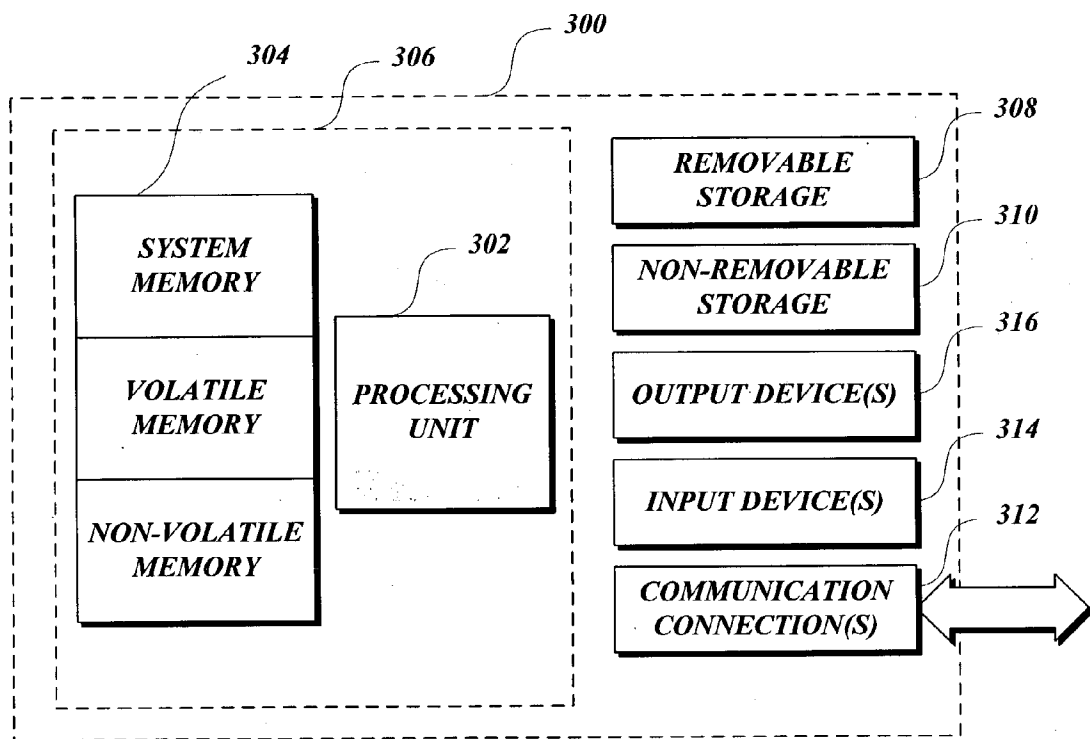 300
304
306
308
REMOVABLE
STORAGE
310
SYSTEM
MEMORY
302
NON-REMOVABLE
STORAGE
316
VOLATILE
MEMORY
PROCESSING
UNIT
OUTPUT DEVICE(S)
314
INPUT DEVICE(S)
312
NON-VOLATILE
MEMORY
COMMUNICATION
CONNECTION(S)